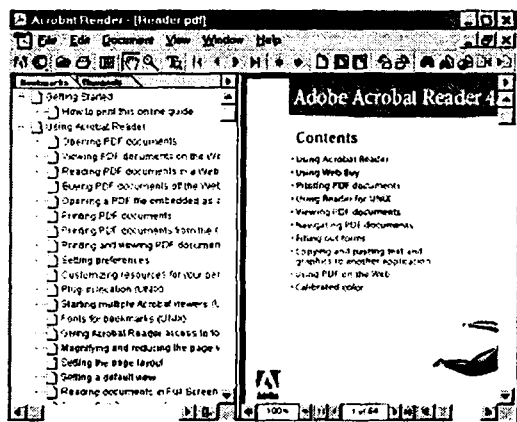 Acrobat Reader - [Reader.pdf]
File Edit Document View Window Help
Bookmarks Thumbnails
Getting Started
How to print this online guide
Using Acrobat Reader
Opening PDF documents
Viewing PDF documents on the We
Reading PDF documents in a Web
Buying PDF documents off the Web
Opening a PDF file embedded as a
Printing PDF documents
Printing PDF documents from the c
Printing and viewing PDF documen
Setting preferences
Customizing resources for your per
Plug-in location (UNIX)
Starting multiple Acrobat viewers (U
Fonts for bookmarks (UNIX)
Giving Acrobat Reader access to fo
Magnifying and reducing the page v
Setting the page layout
Setting a default view
Reading documents in Full Screen
Adobe Acrobat Reader 4
Contents
• Using Acrobat Reader
• Using Web Buy
• Printing PDF documents
• Using Reader for UNIX
• Viewing PDF documents
• Navigating PDF documents
• Filling out forms
• Copying and pasting text and
graphics to another application
• Using PDF on the Web
• Calibrated color
Adobe
100%
1 of 64